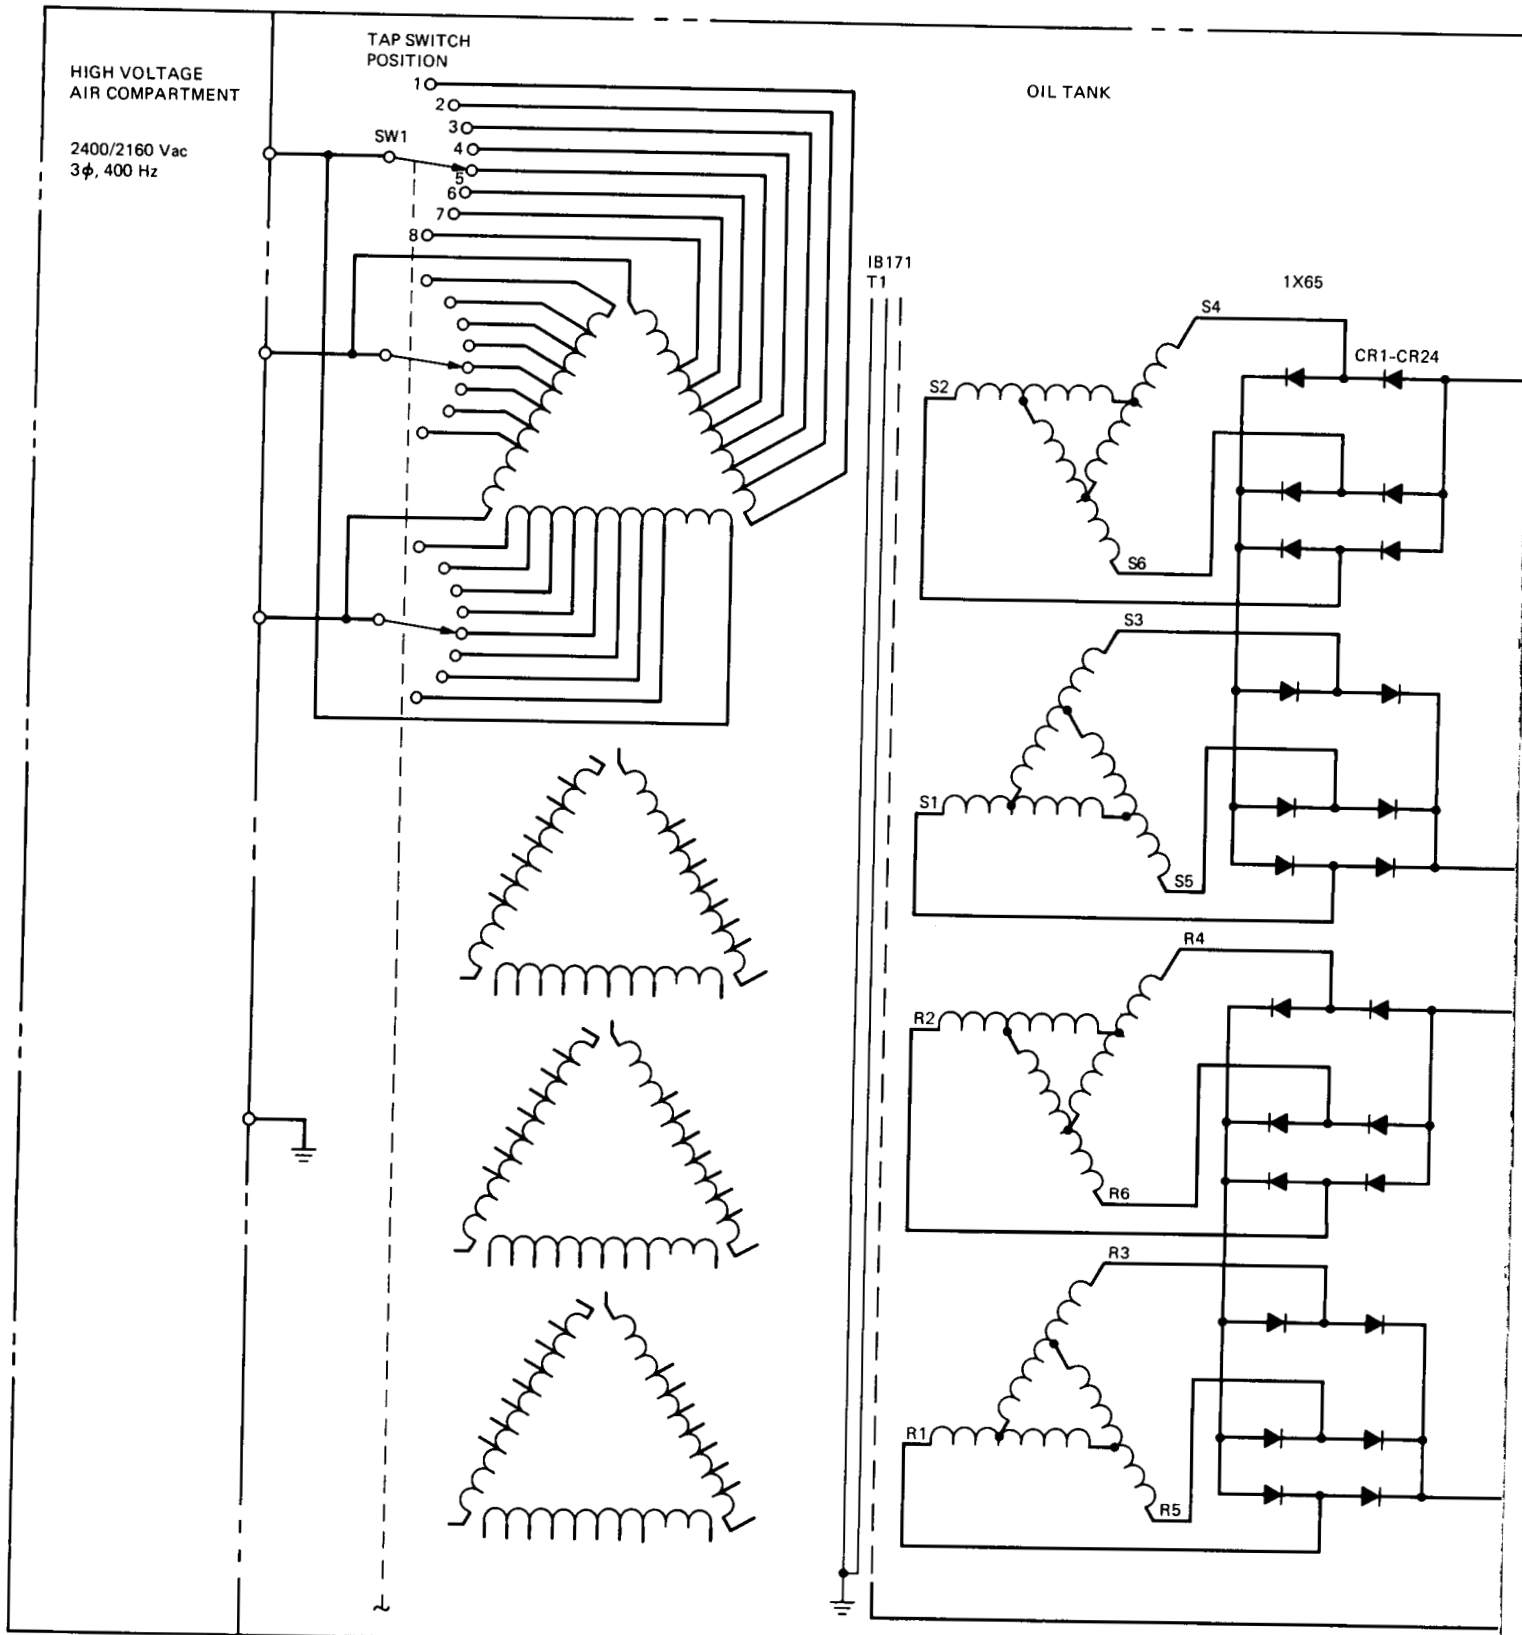 HIGH VOLTAGE
AIR COMPARTMENT
2400/2160 Vac
3ϕ, 400 Hz
TAP SWITCH
POSITION
1
2
3
4
5
6
7
8
SW1
OIL TANK
IB171
T1
1X65
CR1-CR24
S4
S2
S6
S3
S1
S5
R4
R2
R6
R3
R1
R5